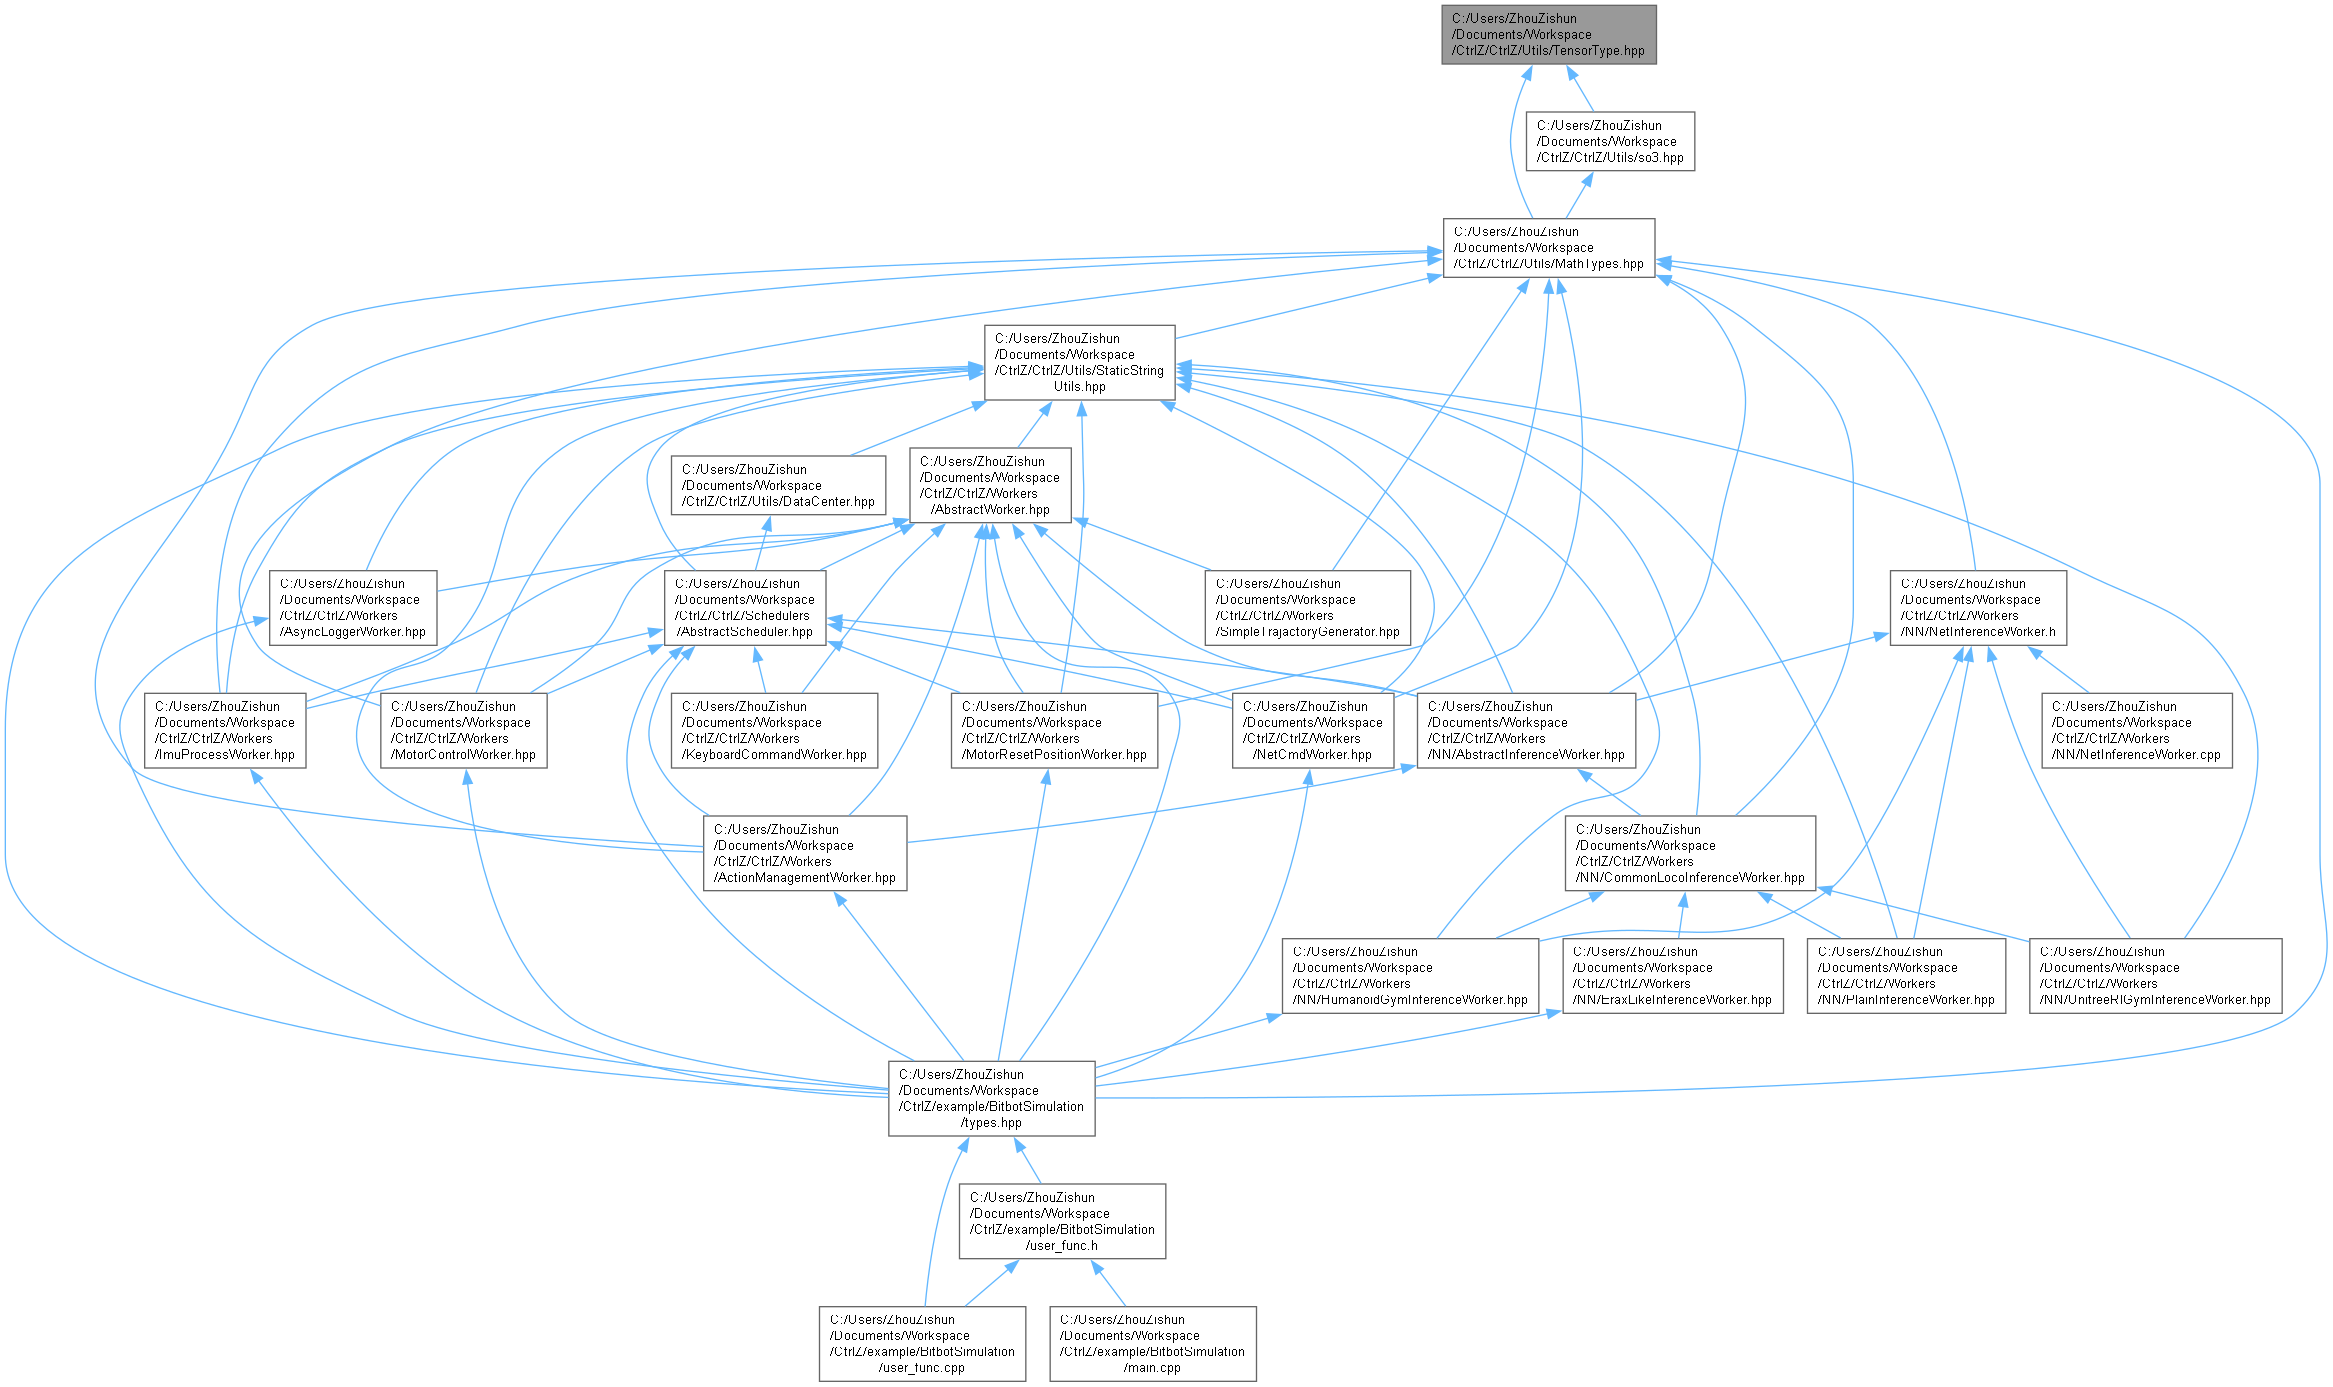 C:/Users/ZhouZishun
/Documents/Workspace
/CtrlZ/CtrlZ/Utils/TensorType.hpp
C:/Users/ZhouZishun
/Documents/Workspace
/CtrlZ/CtrlZ/Utils/so3.hpp
C:/Users/ZhouZishun
/Documents/Workspace
/CtrlZ/CtrlZ/Utils/MathTypes.hpp
C:/Users/ZhouZishun
/Documents/Workspace
/CtrlZ/CtrlZ/Utils/StaticString
Utils.hpp
C:/Users/ZhouZishun
/Documents/Workspace
/CtrlZ/CtrlZ/Utils/DataCenter.hpp
C:/Users/ZhouZishun
/Documents/Workspace
/CtrlZ/CtrlZ/Workers
/AbstractWorker.hpp
C:/Users/ZhouZishun
/Documents/Workspace
/CtrlZ/CtrlZ/Workers
/AsyncLoggerWorker.hpp
C:/Users/ZhouZishun
/Documents/Workspace
/CtrlZ/CtrlZ/Schedulers
/AbstractScheduler.hpp
C:/Users/ZhouZishun
/Documents/Workspace
/CtrlZ/CtrlZ/Workers
/SimpleTrajactoryGenerator.hpp
C:/Users/ZhouZishun
/Documents/Workspace
/CtrlZ/CtrlZ/Workers
/NN/NetInferenceWorker.h
C:/Users/ZhouZishun
/Documents/Workspace
/CtrlZ/CtrlZ/Workers
/ImuProcessWorker.hpp
C:/Users/ZhouZishun
/Documents/Workspace
/CtrlZ/CtrlZ/Workers
/MotorControlWorker.hpp
C:/Users/ZhouZishun
/Documents/Workspace
/CtrlZ/CtrlZ/Workers
/KeyboardCommandWorker.hpp
C:/Users/ZhouZishun
/Documents/Workspace
/CtrlZ/CtrlZ/Workers
/MotorResetPositionWorker.hpp
C:/Users/ZhouZishun
/Documents/Workspace
/CtrlZ/CtrlZ/Workers
/NetCmdWorker.hpp
C:/Users/ZhouZishun
/Documents/Workspace
/CtrlZ/CtrlZ/Workers
/NN/AbstractInferenceWorker.hpp
C:/Users/ZhouZishun
/Documents/Workspace
/CtrlZ/CtrlZ/Workers
/NN/NetInferenceWorker.cpp
C:/Users/ZhouZishun
/Documents/Workspace
/CtrlZ/CtrlZ/Workers
/ActionManagementWorker.hpp
C:/Users/ZhouZishun
/Documents/Workspace
/CtrlZ/CtrlZ/Workers
/NN/CommonLocoInferenceWorker.hpp
C:/Users/ZhouZishun
/Documents/Workspace
/CtrlZ/CtrlZ/Workers
/NN/HumanoidGymInferenceWorker.hpp
C:/Users/ZhouZishun
/Documents/Workspace
/CtrlZ/CtrlZ/Workers
/NN/EraxLikeInferenceWorker.hpp
C:/Users/ZhouZishun
/Documents/Workspace
/CtrlZ/CtrlZ/Workers
/NN/PlainInferenceWorker.hpp
C:/Users/ZhouZishun
/Documents/Workspace
/CtrlZ/CtrlZ/Workers
/NN/UnitreeRlGymInferenceWorker.hpp
C:/Users/ZhouZishun
/Documents/Workspace
/CtrlZ/example/BitbotSimulation
/types.hpp
C:/Users/ZhouZishun
/Documents/Workspace
/CtrlZ/example/BitbotSimulation
/user_func.h
C:/Users/ZhouZishun
/Documents/Workspace
/CtrlZ/example/BitbotSimulation
/user_func.cpp
C:/Users/ZhouZishun
/Documents/Workspace
/CtrlZ/example/BitbotSimulation
/main.cpp